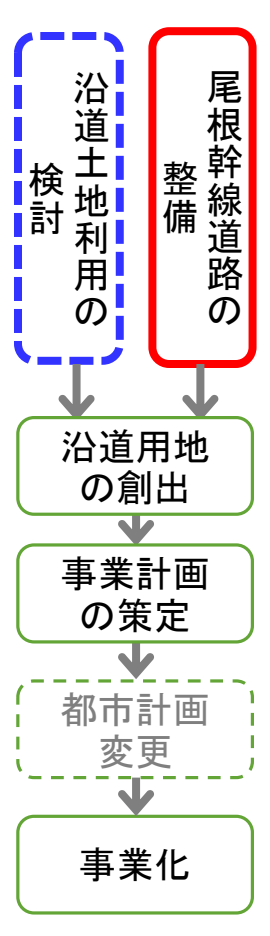 尾根幹線道路の
整備
沿道土地利用の
検討
沿道用地
の創出
事業計画
の策定
都市計画
変更
事業化